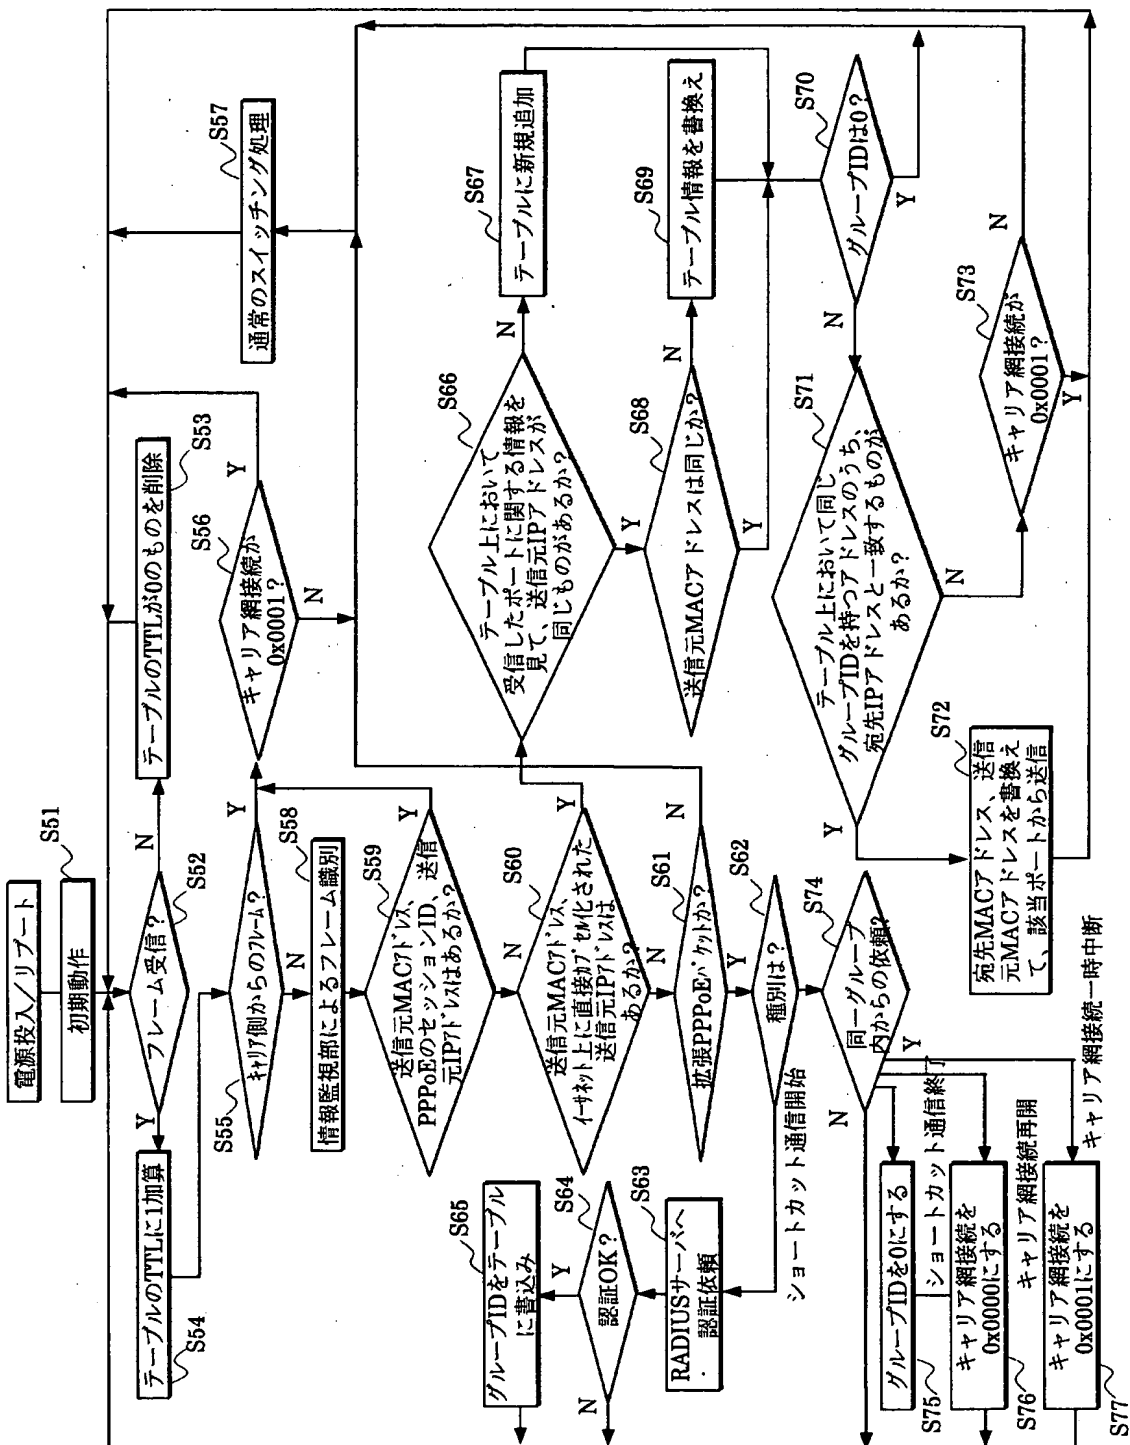 電源投入／リブート
S51
初期動作
S52
フレーム受信?
Y
N
S53
テーブルのTTLが0のものを削除
S54
テーブルのTTLに1加算
S55
キャリア側からのフレーム?
Y
N
S56
キャリア網接続が
0x0001?
Y
N
S57
通常のスイッチング処理
S58
情報監視部によるフレーム識別
S59
送信元MACアドレス、
PPPoEのセッションID、送信
元IPアドレスはあるか?
Y
N
S60
送信元MACアドレス、
イーサネット上に直接カプセル化された
送信元IPアドレスは
あるか?
Y
N
S61
拡張PPPoEパケットか?
N
Y
S62
種別は?
ショートカット通信開始
S63
RADIUSサーバへ
認証依頼
S64
認証OK?
Y
N
S65
グループIDをテーブル
に書込み
S66
テーブル上において
受信したポートに関する情報を
見て、送信元IPアドレスが
同じものがあるか?
N
Y
S67
テーブルに新規追加
S68
送信元MACアドレスは同じか?
N
Y
S69
テーブル情報を書換え
S70
グループIDは0?
Y
N
S71
テーブル上において同じ
グループIDを持つアドレスのうち、
宛先IPアドレスと一致するものが
あるか?
Y
N
S72
宛先MACアドレス、送信
元MACアドレスを書換え
て、該当ポートから送信
S73
キャリア網接続が
0x0001?
N
Y
S74
同一グループ
内からの依頼?
N
Y
グループIDを0にする
S75
ショートカット通信終了
キャリア網接続を
0x0000にする
S76
キャリア網接続再開
キャリア網接続を
0x0001にする
S77
キャリア網接続一時中断